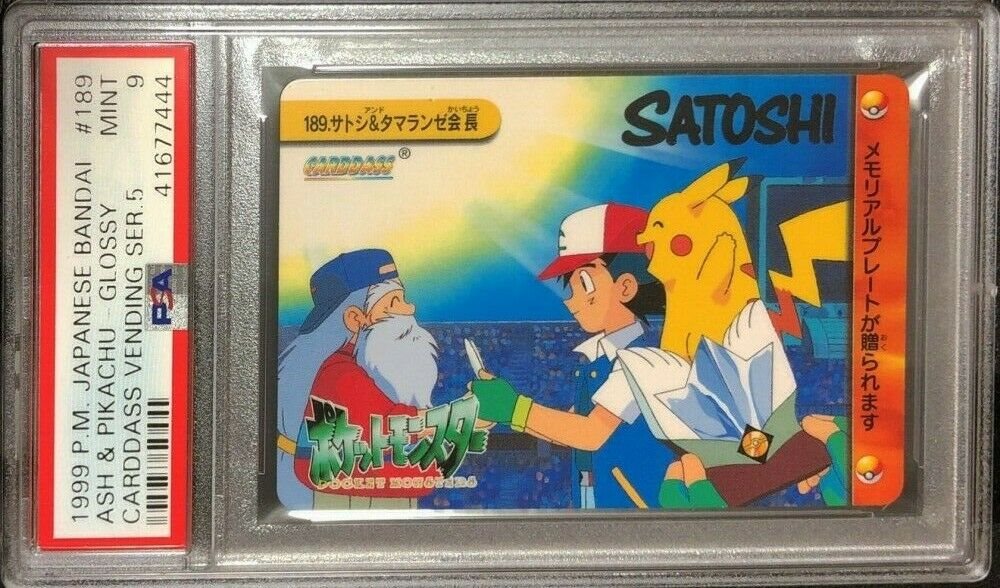 1999 P.M. JAPANESE BANDAI #189
ASH & PIKACHU - GLOSSY MINT
CARDDASS VENDING SER.5 9
41677444
PSA
アンド かいちょう
189.サトシ&タマランゼ会長
CARDDASS®
SATOSHI
メモリアルプレートが贈られます
おく
ポケットモンスター
POCKET MONSTERS